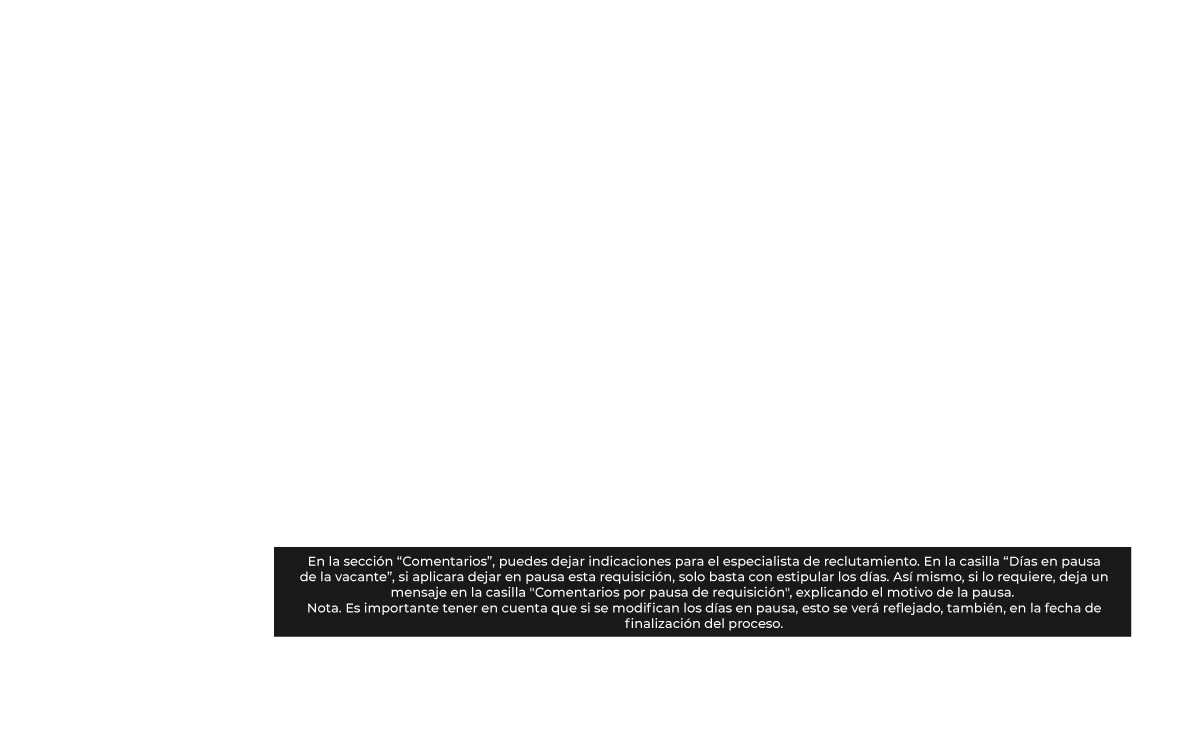 En la sección “Comentarios”, puedes dejar indicaciones para el especialista de reclutamiento. En la casilla “Días en pausa
de la vacante”, si aplicara dejar en pausa esta requisición, solo basta con estipular los días. Así mismo, si lo requiere, deja un
mensaje en la casilla "Comentarios por pausa de requisición", explicando el motivo de la pausa.
Nota. Es importante tener en cuenta que si se modifican los días en pausa, esto se verá reflejado, también, en la fecha de
finalización del proceso.